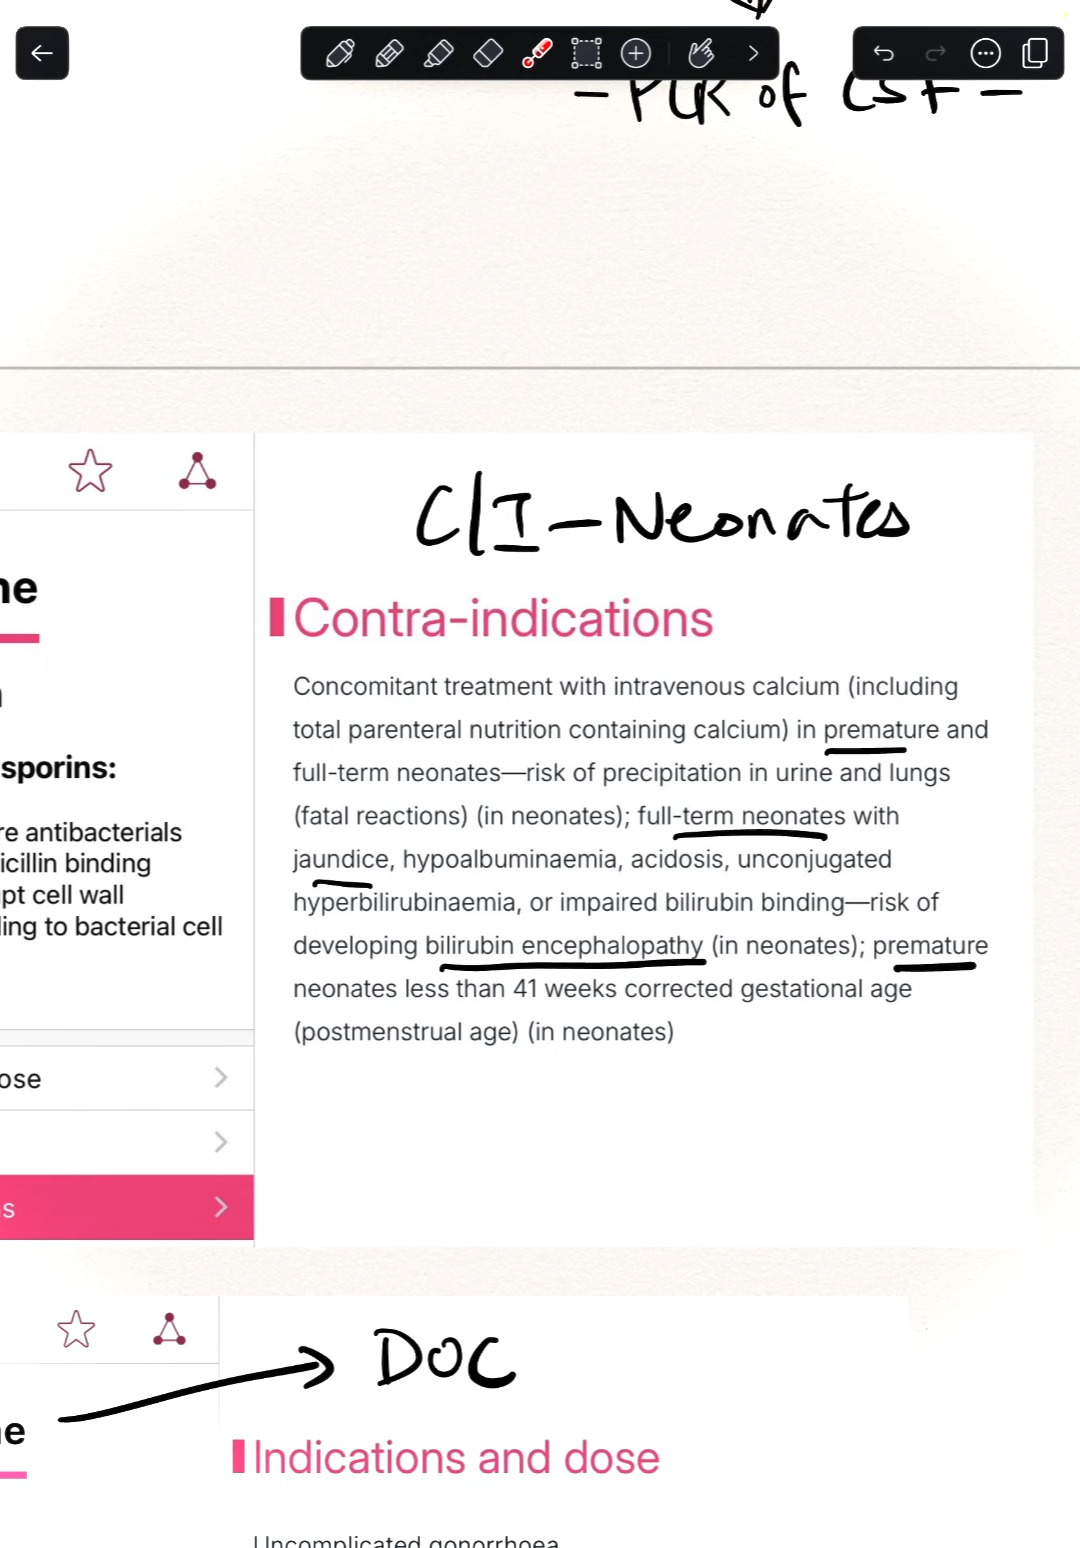 - PCR of CSF -
C/I - Neonates
ne
Contra-indications
Concomitant treatment with intravenous calcium (including
total parenteral nutrition containing calcium) in premature and
full-term neonates—risk of precipitation in urine and lungs
(fatal reactions) (in neonates); full-term neonates with
jaundice, hypoalbuminaemia, acidosis, unconjugated
hyperbilirubinaemia, or impaired bilirubin binding—risk of
developing bilirubin encephalopathy (in neonates); premature
neonates less than 41 weeks corrected gestational age
(postmenstrual age) (in neonates)
sporins:
re antibacterials
icillin binding
pt cell wall
ling to bacterial cell
ose
s
DOC
e
Indications and dose
Uncomplicated gonorrhoea